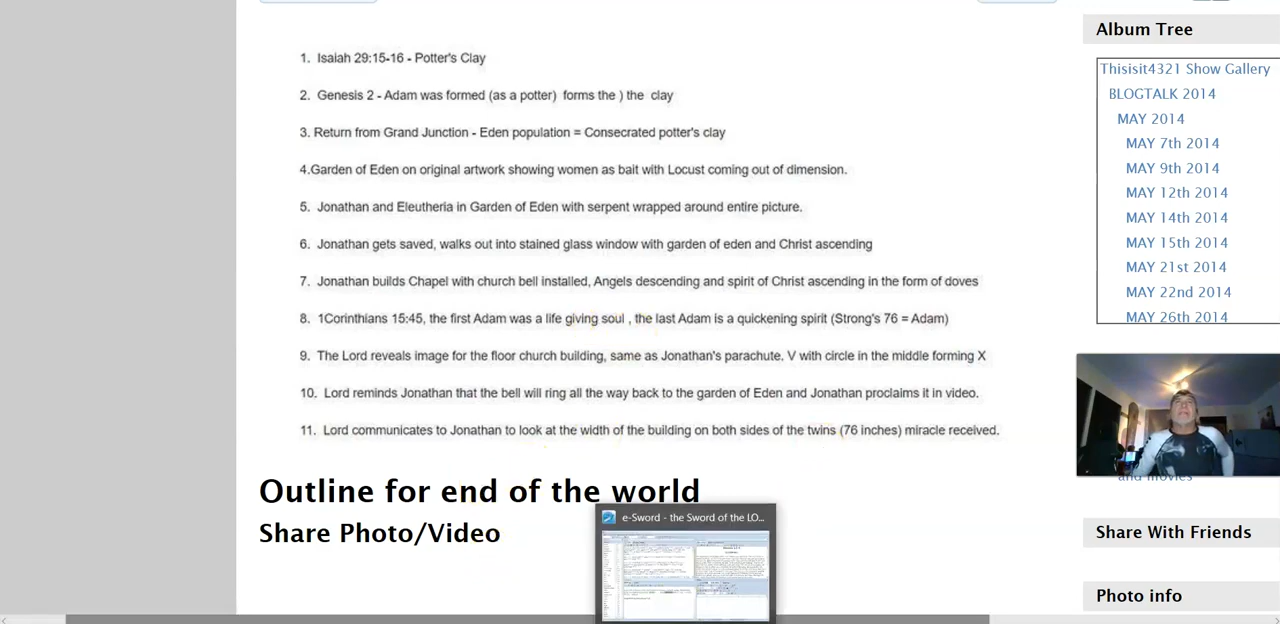 Album Tree
1. Isaiah 29:15-16 - Potter's Clay
2. Genesis 2 - Adam was formed (as a potter) forms the ) the clay
3. Return from Grand Junction - Eden population = Consecrated potter's clay
4.Garden of Eden on original artwork showing women as bait with Locust coming out of dimension.
5. Jonathan and Eleutheria in Garden of Eden with serpent wrapped around entire picture.
6. Jonathan gets saved, walks out into stained glass window with garden of eden and Christ ascending
7. Jonathan builds Chapel with church bell installed, Angels descending and spirit of Christ ascending in the form of doves
8. 1Corinthians 15:45, the first Adam was a life giving soul , the last Adam is a quickening spirit (Strong's 76 = Adam)
9. The Lord reveals image for the floor church building, same as Jonathan's parachute. V with circle in the middle forming X
10. Lord reminds Jonathan that the bell will ring all the way back to the garden of Eden and Jonathan proclaims it in video.
11. Lord communicates to Jonathan to look at the width of the building on both sides of the twins (76 inches) miracle received.
Outline for end of the world
Share Photo/Video
e-Sword - the Sword of the LO...
Thisisit4321 Show Gallery
BLOGTALK 2014
MAY 2014
MAY 7th 2014
MAY 9th 2014
MAY 12th 2014
MAY 14th 2014
MAY 15th 2014
MAY 21st 2014
MAY 22nd 2014
MAY 26th 2014
and movies
Share With Friends
Photo info